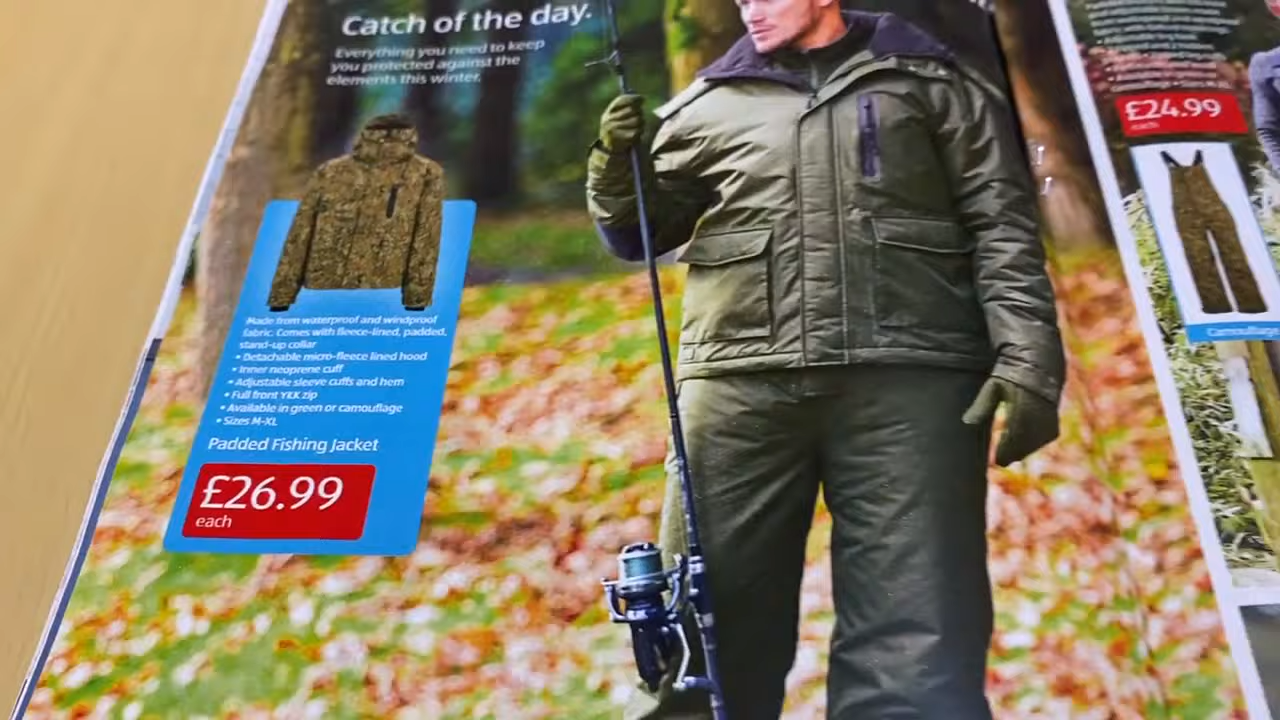 Catch of the day.
Everything you need to keep
you protected against the
elements this winter.
Made from waterproof and windproof
fabric. Comes with fleece-lined, padded,
stand-up collar
• Detachable micro-fleece lined hood
• Inner neoprene cuff
• Adjustable sleeve cuffs and hem
• Full front YKK zip
• Available in green or camouflage
• Sizes M-XL
Padded Fishing Jacket
£26.99
each
£24.99
each
Camouflage